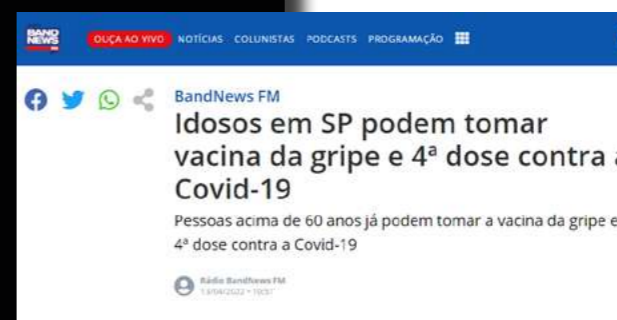 BAND
NEWS
OUÇA AO VIVO NOTÍCIAS COLUNISTAS PODCASTS PROGRAMAÇÃO
BandNews FM
Idosos em SP podem tomar
vacina da gripe e 4ª dose contra a
Covid-19
Pessoas acima de 60 anos já podem tomar a vacina da gripe e
4ª dose contra a Covid-19
Rádio BandNews FM